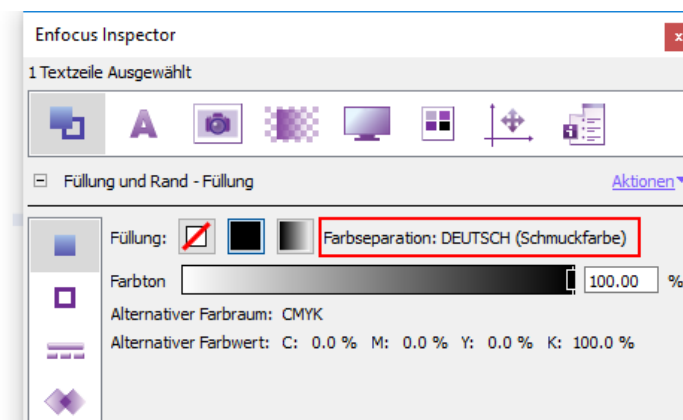 Enfocus Inspector
x
1 Textzeile Ausgewählt
A
i
Füllung und Rand - Füllung Aktionen
Füllung: Farbseparation: DEUTSCH (Schmuckfarbe)
Farbton 100.00 %
Alternativer Farbraum: CMYK
Alternativer Farbwert: C: 0.0 % M: 0.0 % Y: 0.0 % K: 100.0 %